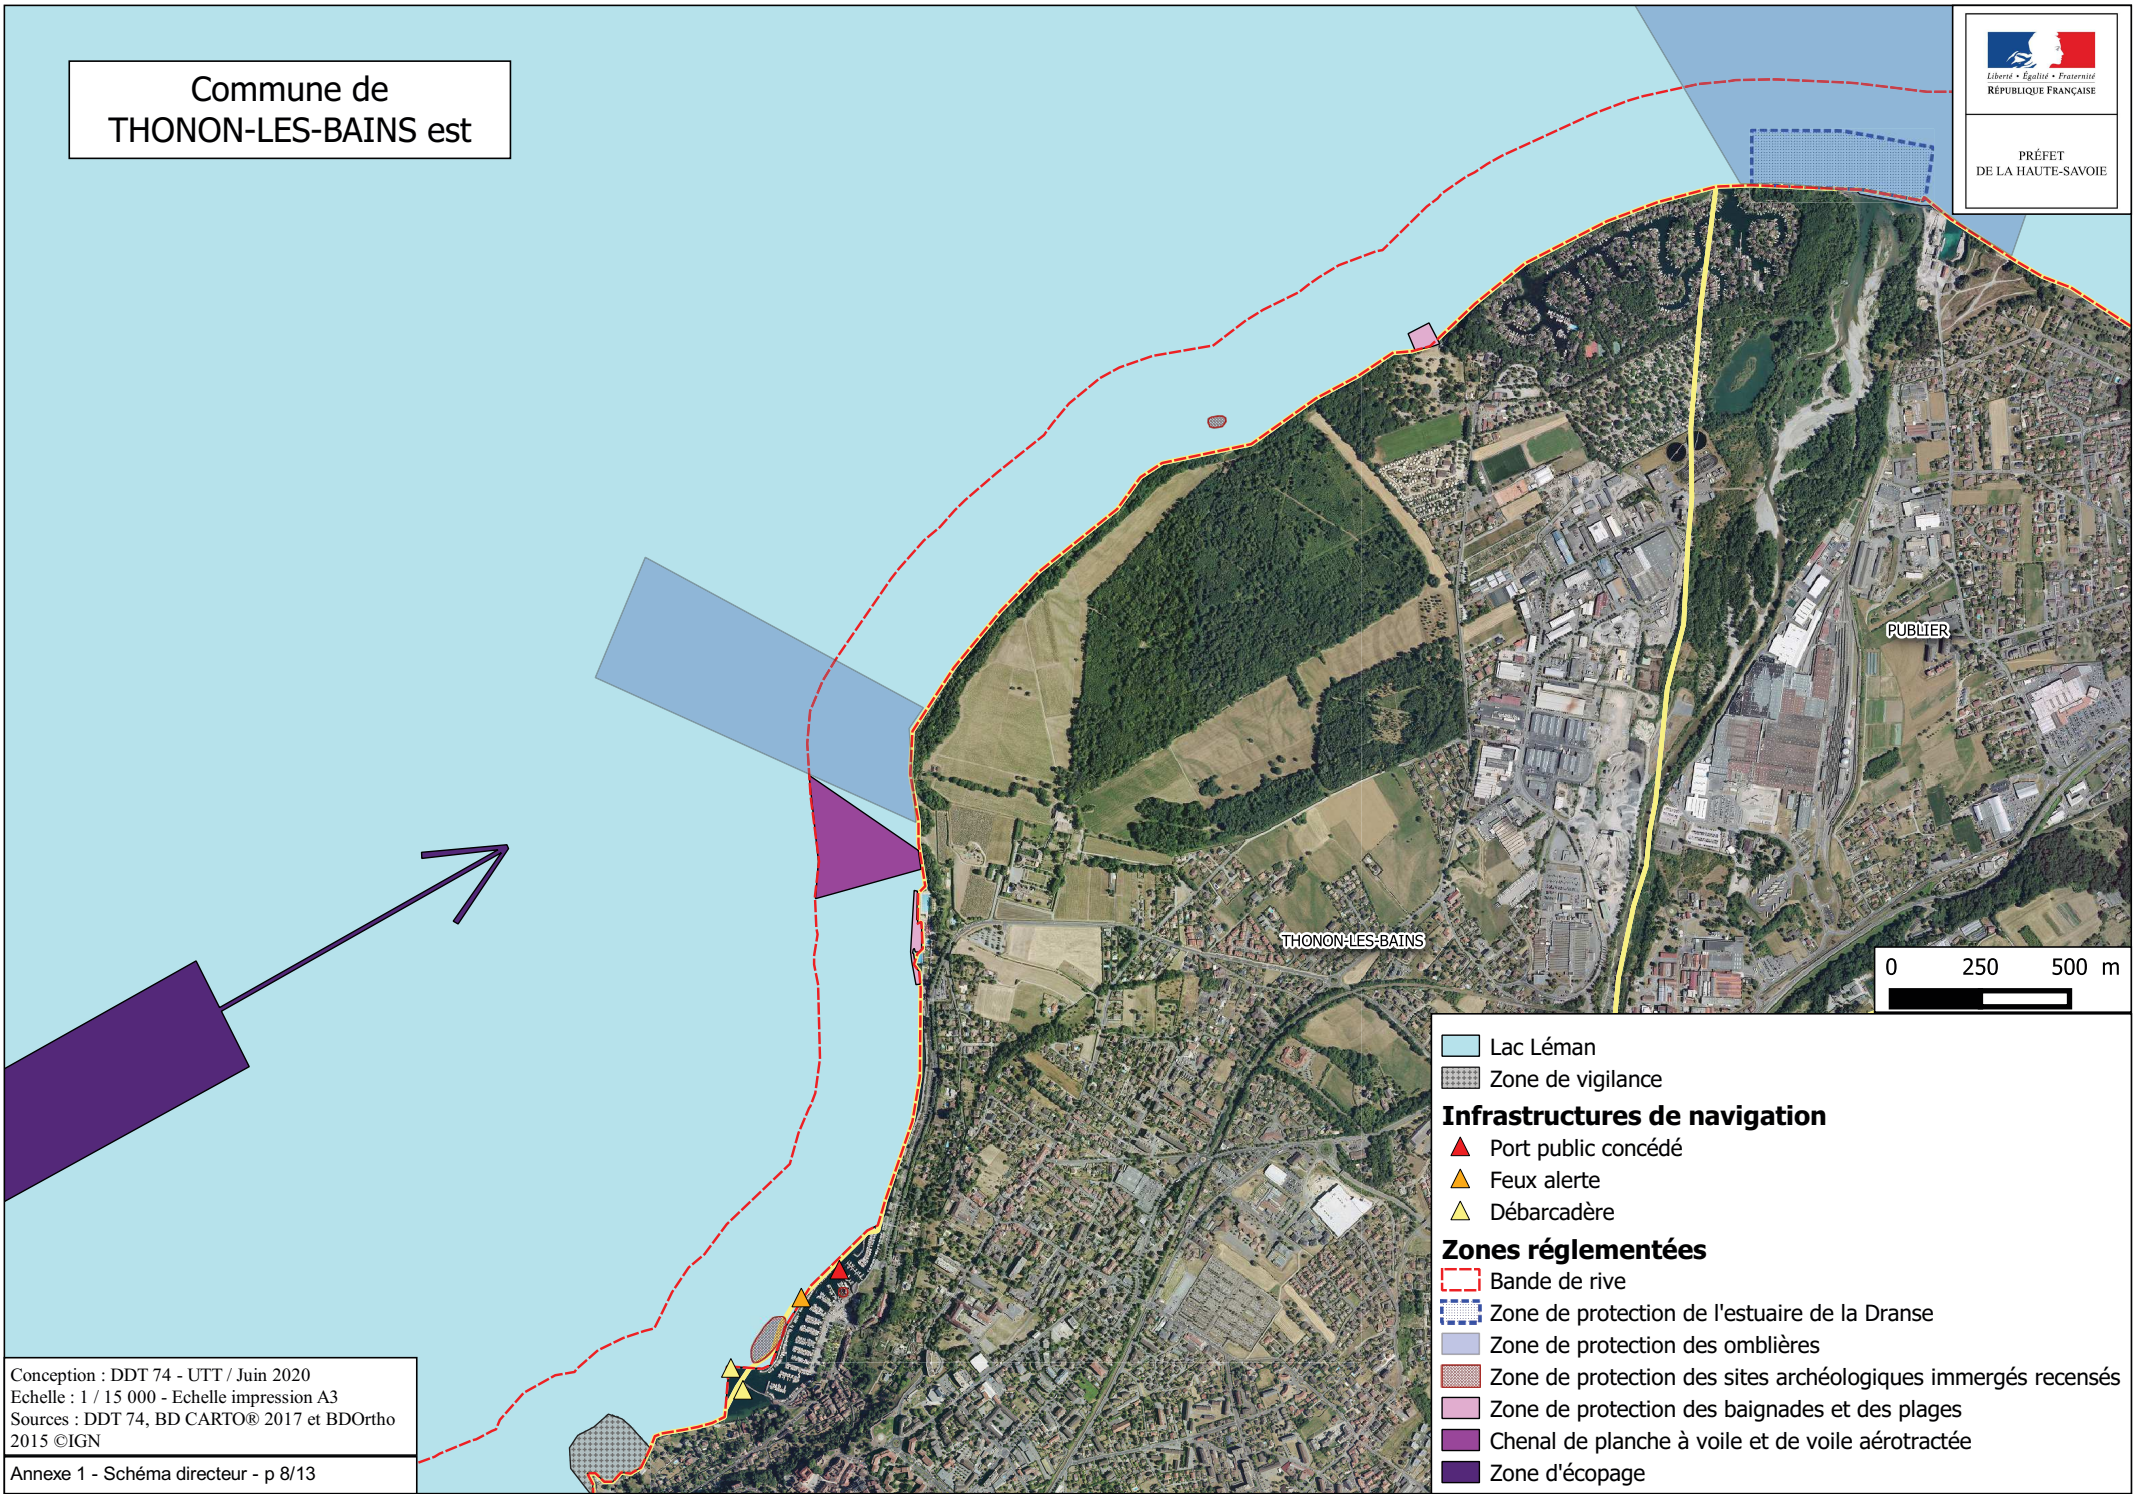 Commune de
THONON-LES-BAINS est
Liberté • Égalité • Fraternité
RÉPUBLIQUE FRANÇAISE
PRÉFET
DE LA HAUTE-SAVOIE
PUBLIER
THONON-LES-BAINS
0 250 500 m
Lac Léman
Zone de vigilance
Infrastructures de navigation
Port public concédé
Feux alerte
Débarcadère
Zones réglementées
Bande de rive
Zone de protection de l'estuaire de la Dranse
Zone de protection des omblières
Zone de protection des sites archéologiques immergés recensés
Zone de protection des baignades et des plages
Chenal de planche à voile et de voile aérotractée
Zone d'écopage
Conception : DDT 74 - UTT / Juin 2020
Echelle : 1 / 15 000 - Echelle impression A3
Sources : DDT 74, BD CARTO® 2017 et BDOrtho
2015 ©IGN
Annexe 1 - Schéma directeur - p 8/13